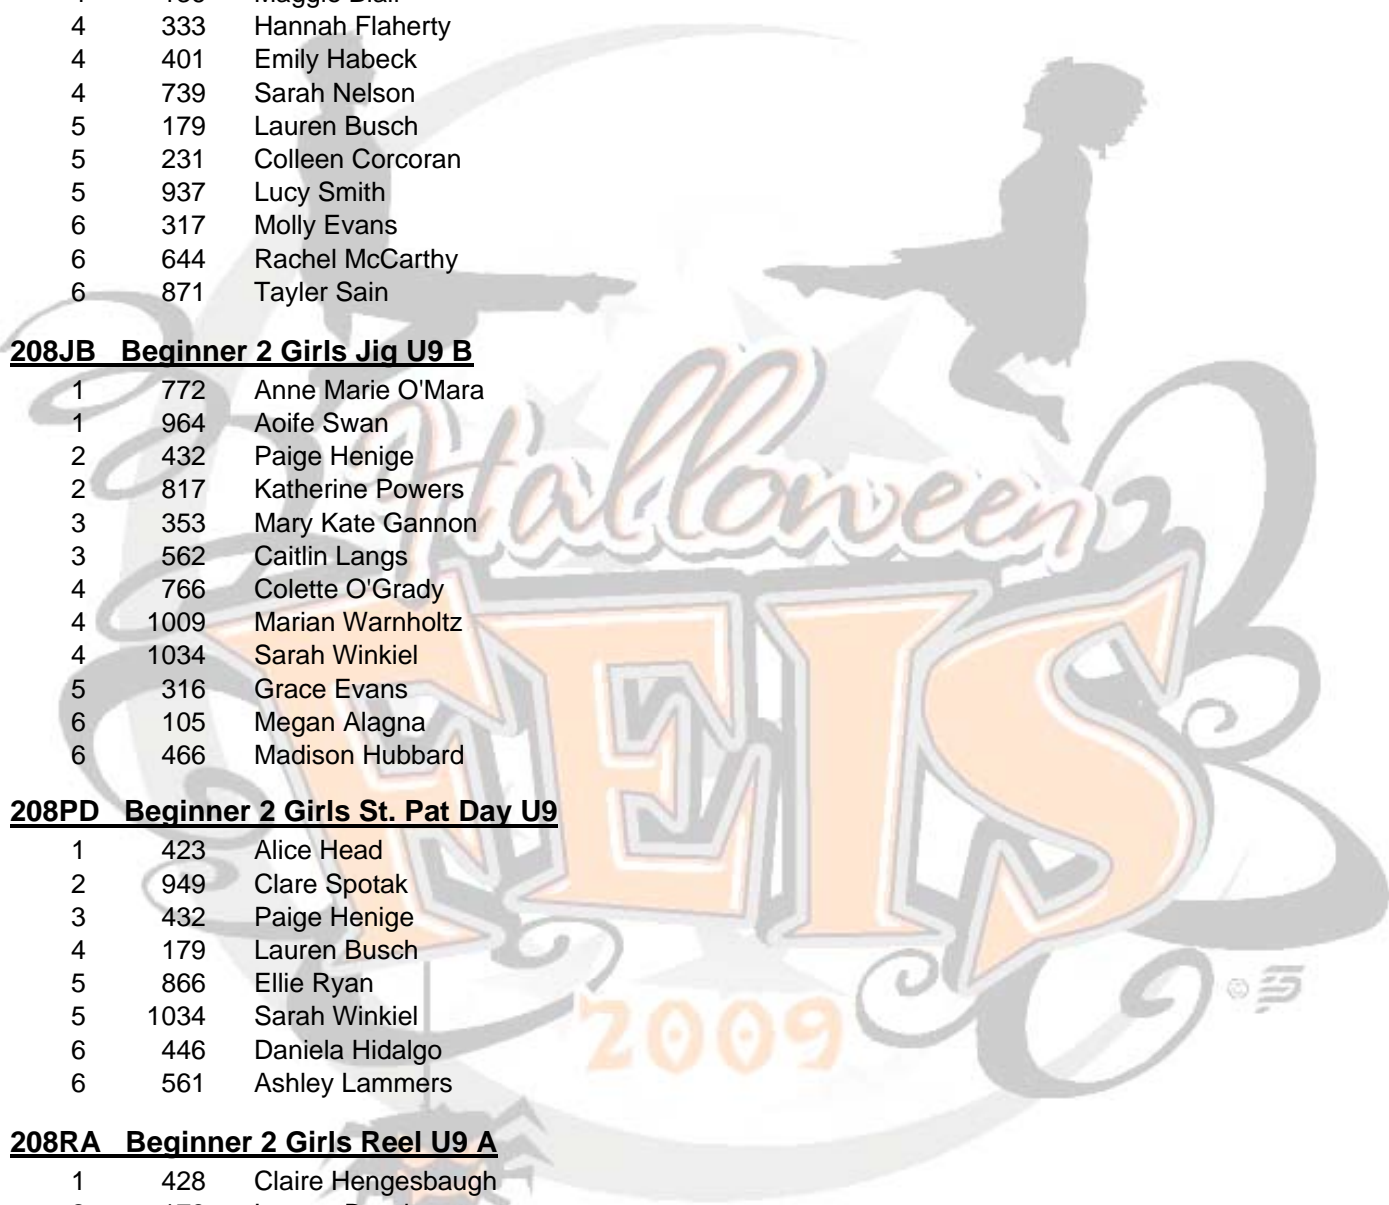 4 333 Hannah Flaherty
4 401 Emily Habeck
4 739 Sarah Nelson
5 179 Lauren Busch
5 231 Colleen Corcoran
5 937 Lucy Smith
6 317 Molly Evans
6 644 Rachel McCarthy
6 871 Tayler Sain
208JB Beginner 2 Girls Jig U9 B
1 772 Anne Marie O'Mara
1 964 Aoife Swan
2 432 Paige Henige
2 817 Katherine Powers
3 353 Mary Kate Gannon
3 562 Caitlin Langs
4 766 Colette O'Grady
4 1009 Marian Warnholtz
4 1034 Sarah Winkiel
5 316 Grace Evans
6 105 Megan Alagna
6 466 Madison Hubbard
208PD Beginner 2 Girls St. Pat Day U9
1 423 Alice Head
2 949 Clare Spotak
3 432 Paige Henige
4 179 Lauren Busch
5 866 Ellie Ryan
5 1034 Sarah Winkiel
6 446 Daniela Hidalgo
6 561 Ashley Lammers
208RA Beginner 2 Girls Reel U9 A
1 428 Claire Hengesbaugh
Halloween
FEIS
2009